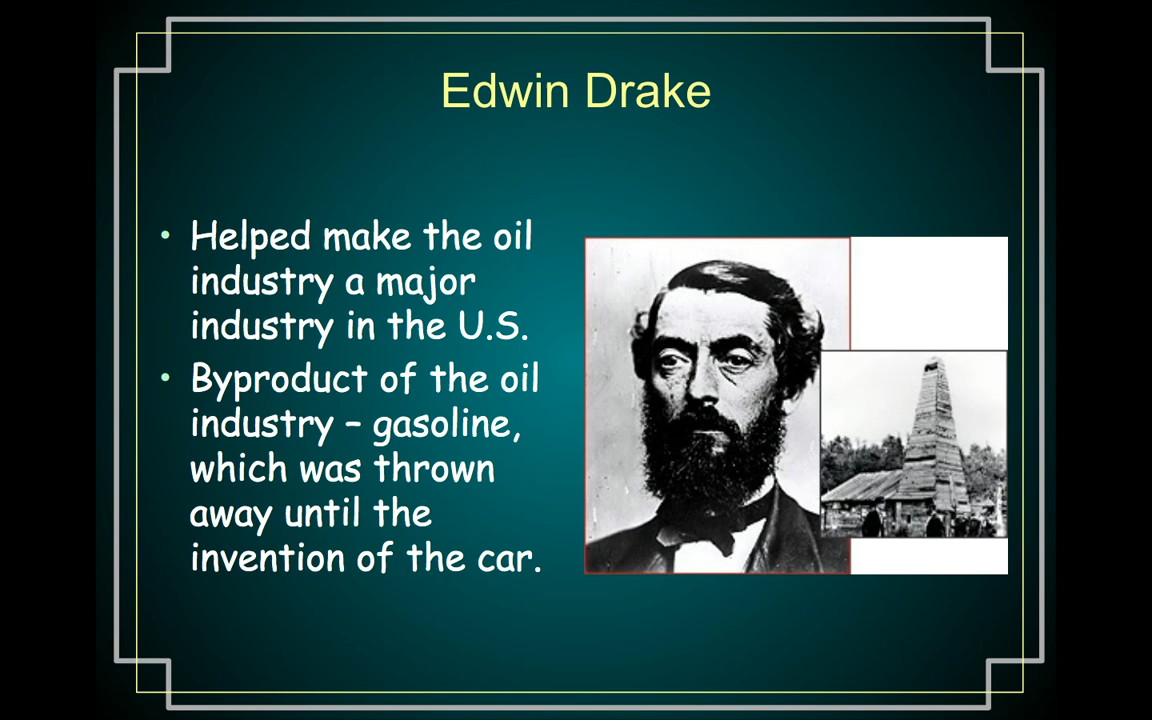 Edwin Drake
• Helped make the oil
industry a major
industry in the U.S.
• Byproduct of the oil
industry – gasoline,
which was thrown
away until the
invention of the car.